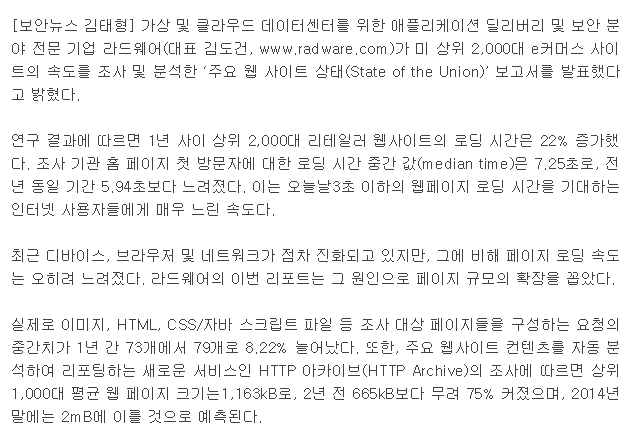 [보안뉴스 김태형] 가상 및 클라우드 데이터센터를 위한 애플리케이션 딜리버리 및 보안 분
야 전문 기업 라드웨어(대표 김도건, www.radware.com)가 미 상위 2,000대 e커머스 사이
트의 속도를 조사 및 분석한 '주요 웹 사이트 상태(State of the Union)' 보고서를 발표했다
고 밝혔다.
연구 결과에 따르면 1년 사이 상위 2,000대 리테일러 웹사이트의 로딩 시간은 22% 증가했
다. 조사 기관 홈 페이지 첫 방문자에 대한 로딩 시간 중간 값(median time)은 7.25초로, 전
년 동일 기간 5.94초보다 느려졌다. 이는 오늘날3초 이하의 웹페이지 로딩 시간을 기대하는
인터넷 사용자들에게 매우 느린 속도다.
최근 디바이스, 브라우저 및 네트워크가 점차 진화되고 있지만, 그에 비해 페이지 로딩 속도
는 오히려 느려졌다. 라드웨어의 이번 리포트는 그 원인으로 페이지 규모의 확장을 꼽았다.
실제로 이미지, HTML, CSS/자바 스크립트 파일 등 조사 대상 페이지들을 구성하는 요청의
중간치가 1년 간 73개에서 79개로 8.22% 늘어났다. 또한, 주요 웹사이트 컨텐츠를 자동 분
석하여 리포팅하는 새로운 서비스인 HTTP 아카이브(HTTP Archive)의 조사에 따르면 상위
1,000대 평균 웹 페이지 크기는1,163kB로, 2년 전 665kB보다 무려 75% 커졌으며, 2014년
말에는 2mB에 이를 것으로 예측된다.